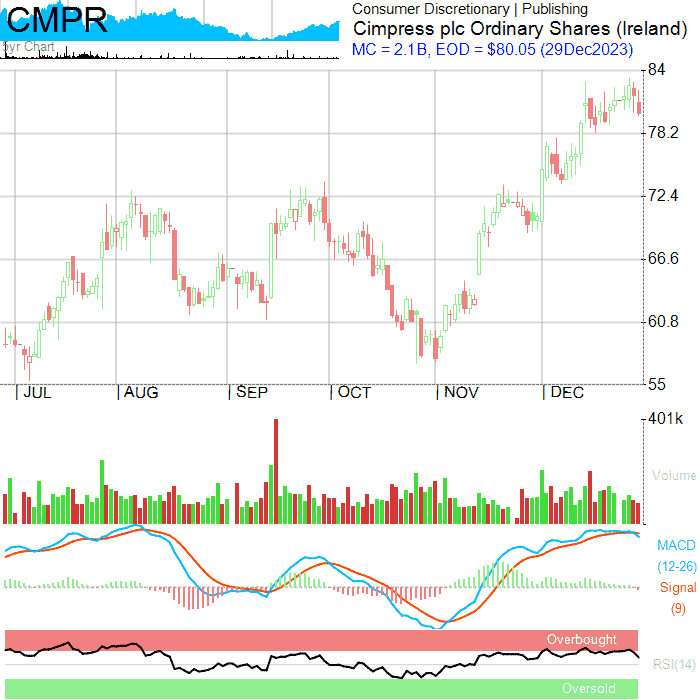 CMPR
5yr Chart
Consumer Discretionary | Publishing
Cimpress plc Ordinary Shares (Ireland)
MC = 2.1B, EOD = $80.05 (29Dec2023)
84
78.2
72.4
66.6
60.8
55
JUL AUG SEP OCT NOV DEC
401k
Volume
MACD
(12-26)
Signal
(9)
Overbought
RSI(14)
Oversold